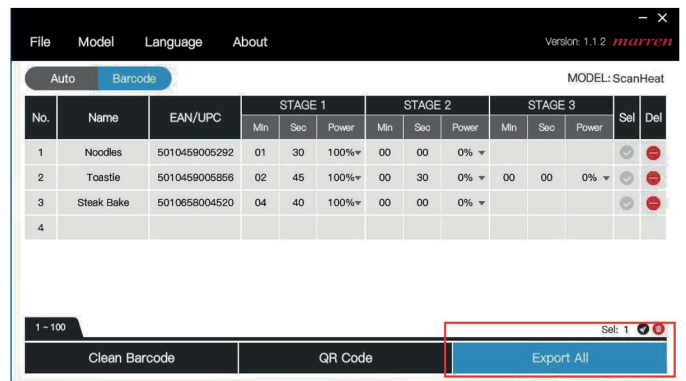 File Model Language About Version: 1.1.2 marren
Auto Barcode MODEL: ScanHeat
No. Name EAN/UPC STAGE 1 STAGE 2 STAGE 3 Sel Del
Min Sec Power Min Sec Power Min Sec Power
1 Noodles 5010459005292 01 30 100% 00 00 0%
2 Toastie 5010459005856 02 45 100% 00 30 0% 00 00 0%
3 Steak Bake 5010658004520 04 40 100% 00 00 0%
4
1 - 100 Sel: 1
Clean Barcode QR Code Export All